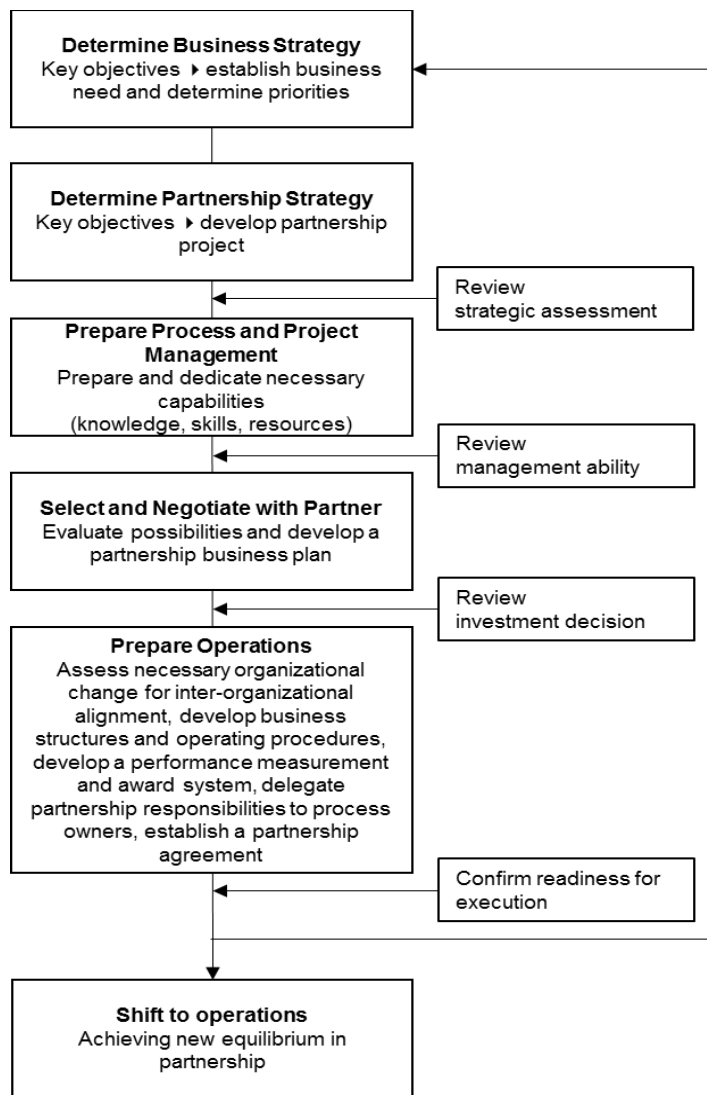 Determine Business Strategy
Key objectives ▸ establish business
need and determine priorities
Determine Partnership Strategy
Key objectives ▸ develop partnership
project
Review
strategic assessment
Prepare Process and Project
Management
Prepare and dedicate necessary
capabilities
(knowledge, skills, resources)
Review
management ability
Select and Negotiate with Partner
Evaluate possibilities and develop a
partnership business plan
Review
investment decision
Prepare Operations
Assess necessary organizational
change for inter-organizational
alignment, develop business
structures and operating procedures,
develop a performance measurement
and award system, delegate
partnership responsibilities to process
owners, establish a partnership
agreement
Confirm readiness for
execution
Shift to operations
Achieving new equilibrium in
partnership